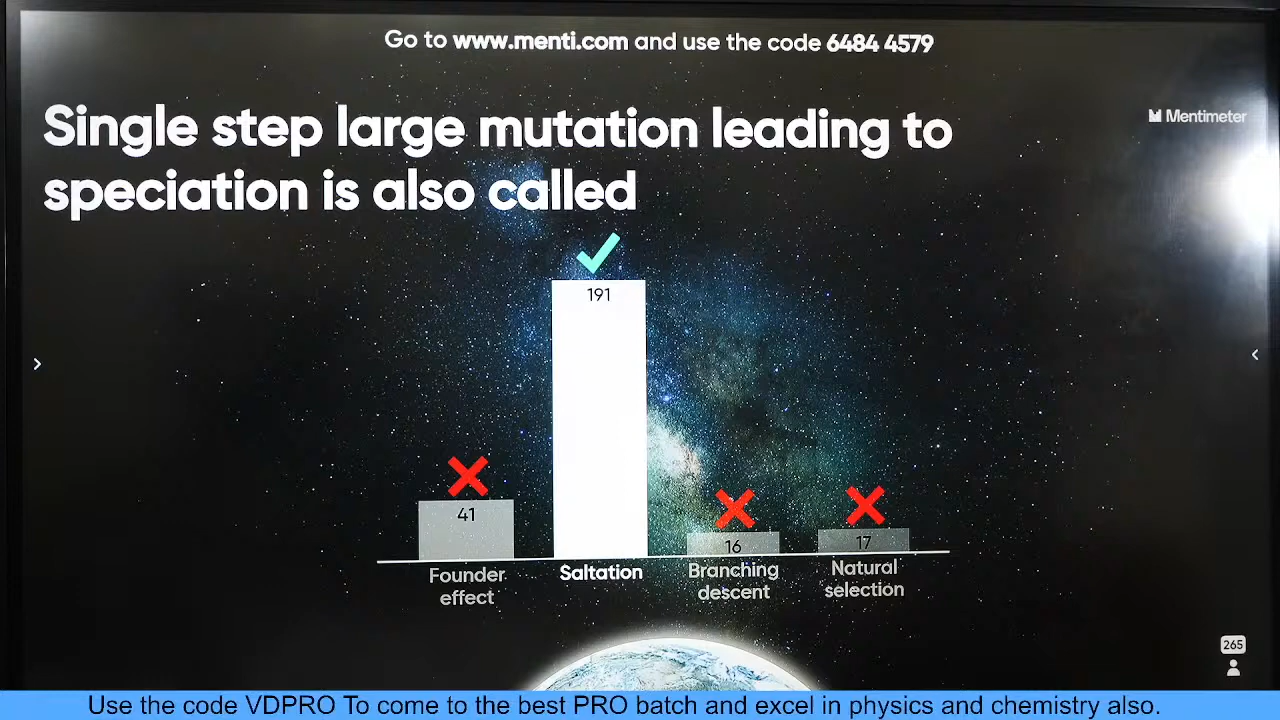 Go to www.menti.com and use the code 6484 4579
Mentimeter
Single step large mutation leading to
speciation is also called
191
41
16
17
Founder
effect
Saltation
Branching
descent
Natural
selection
265
Use the code VDPRO To come to the best PRO batch and excel in physics and chemistry also.